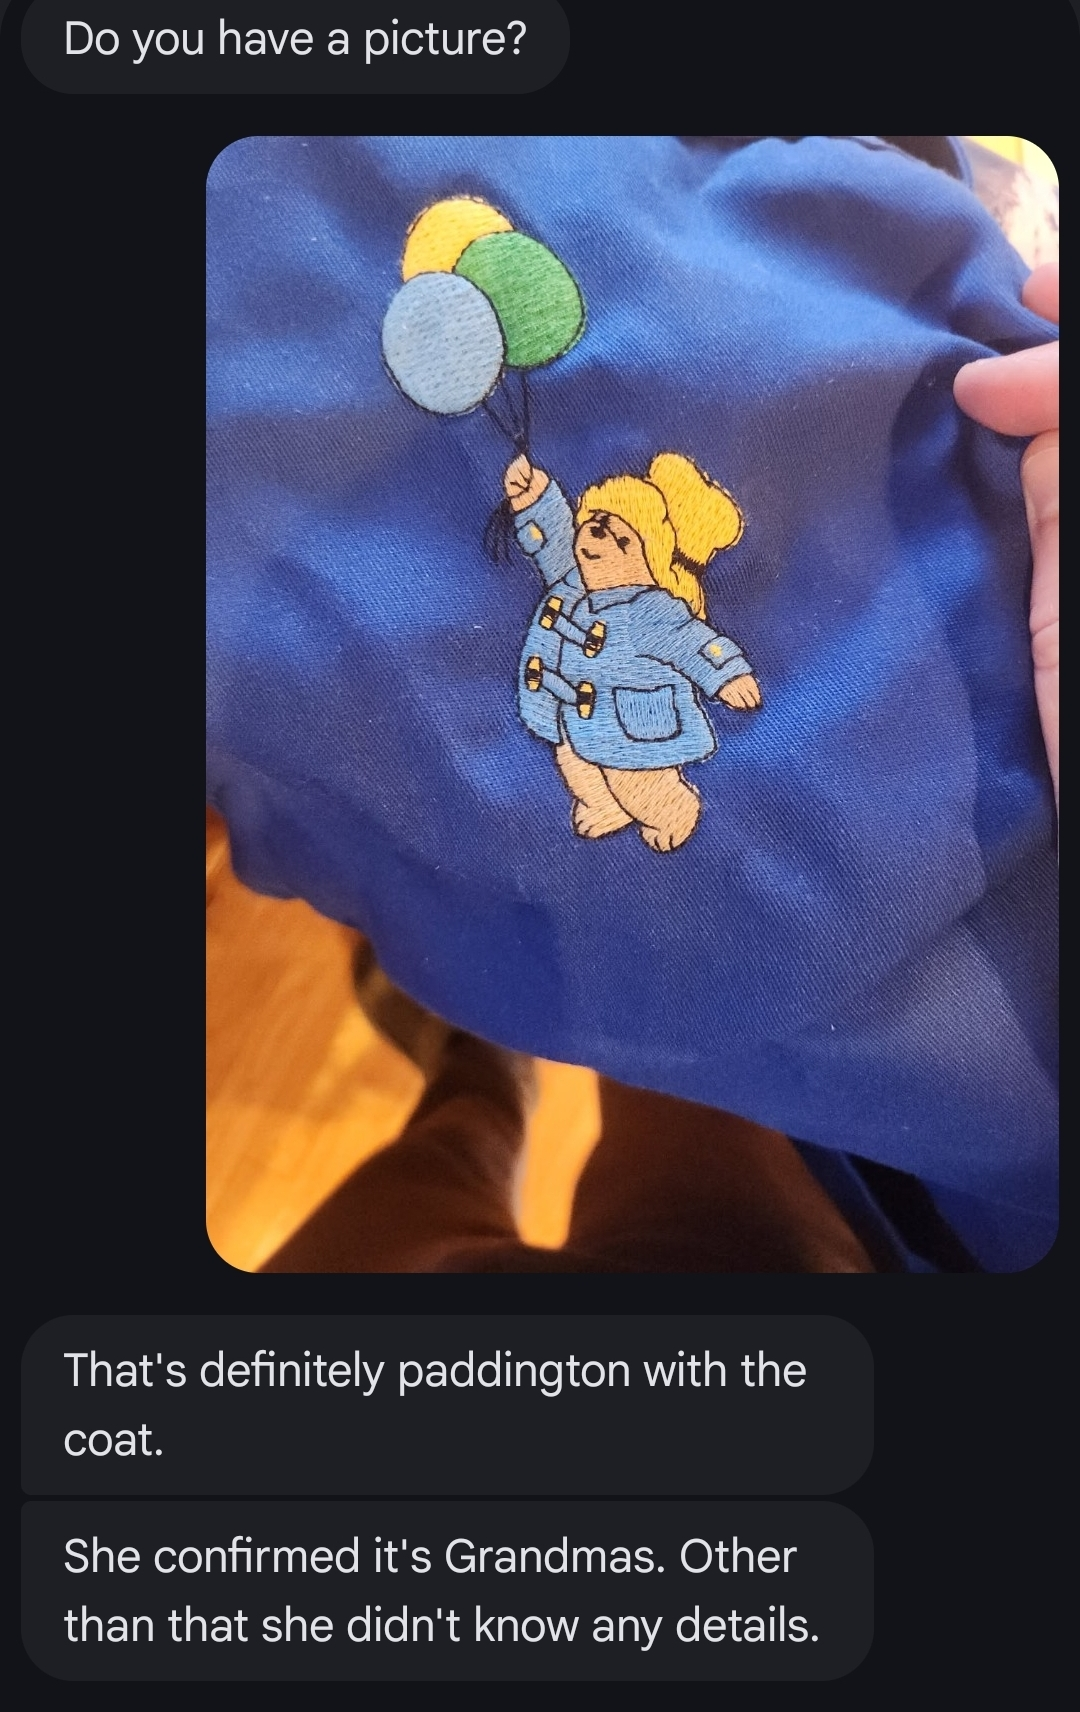 Do you have a picture?
That's definitely paddington with the
coat.
She confirmed it's Grandmas. Other
than that she didn't know any details.